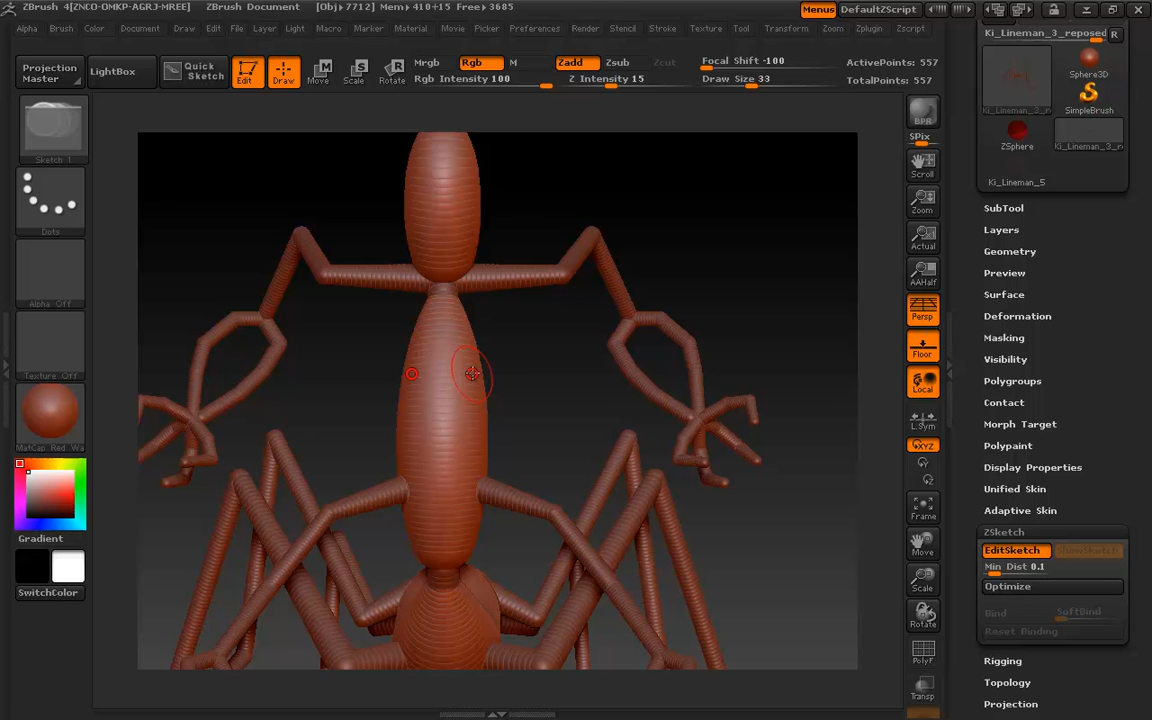 ZBrush 4[ZNCO-OMKP-AGRJ-MREE] ZBrush Document [Obj]7712 Mem▸410+15 Free▸3685 Menus DefaultZScript
Alpha Brush Color Document Draw Edit File Layer Light Macro Marker Material Movie Picker Preferences Render Stencil Stroke Texture Tool Transform Zoom Zplugin Zscript
Projection Master
LightBox
Quick Sketch
Edit
Draw
Move
Scale
Rotate
Mrgb Rgb M
Rgb Intensity 100
Zadd Zsub Zcut
Z Intensity 15
Focal Shift -100
Draw Size 33
ActivePoints: 557
TotalPoints: 557
Sketch 1
Dots
Alpha Off
Texture Off
MatCap Red Wa
Gradient
SwitchColor
BPR
SPix
Scroll
Zoom
Actual
AAHalf
Persp
Floor
Local
L.Sym
XYZ
Frame
Move
Scale
Rotate
PolyF
Transp
Ki_Lineman_3_reposed R
Sphere3D
Ki_Lineman_3_r
SimpleBrush
ZSphere
Ki_Lineman_3_r
Ki_Lineman_5
SubTool
Layers
Geometry
Preview
Surface
Deformation
Masking
Visibility
Polygroups
Contact
Morph Target
Polypaint
Display Properties
Unified Skin
Adaptive Skin
ZSketch
EditSketch ShowSketch
Min Dist 0.1
Optimize
Bind SoftBind
Reset Binding
Rigging
Topology
Projection